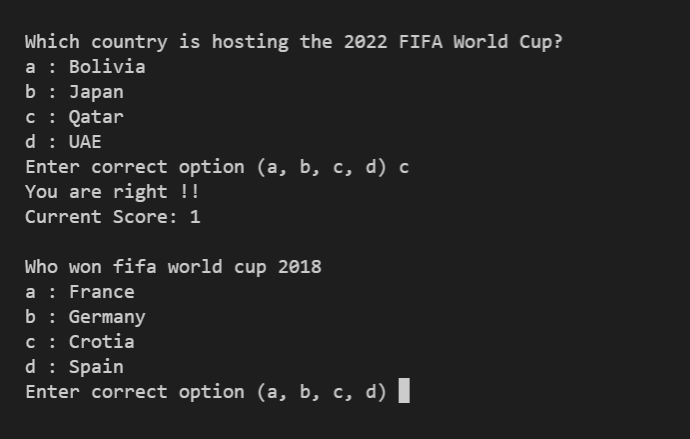 Which country is hosting the 2022 FIFA World Cup?
a : Bolivia
b : Japan
c : Qatar
d : UAE
Enter correct option (a, b, c, d) c
You are right !!
Current Score: 1
Who won fifa world cup 2018
a : France
b : Germany
c : Crotia
d : Spain
Enter correct option (a, b, c, d)